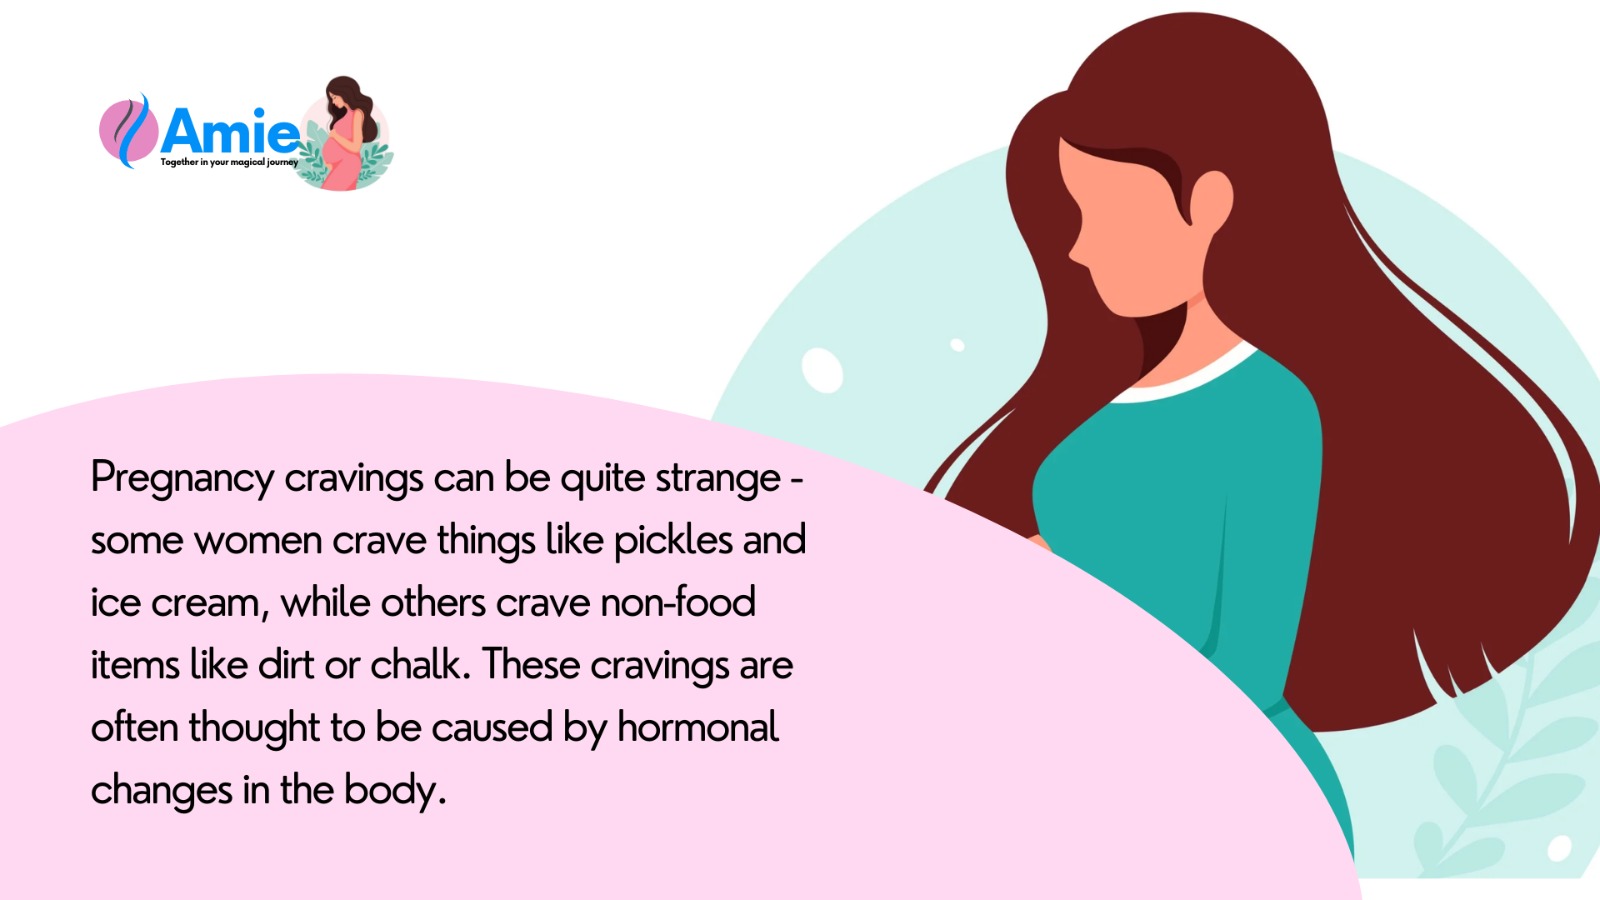 Amie
Together in your magical journey
Pregnancy cravings can be quite strange -
some women crave things like pickles and
ice cream, while others crave non-food
items like dirt or chalk. These cravings are
often thought to be caused by hormonal
changes in the body.